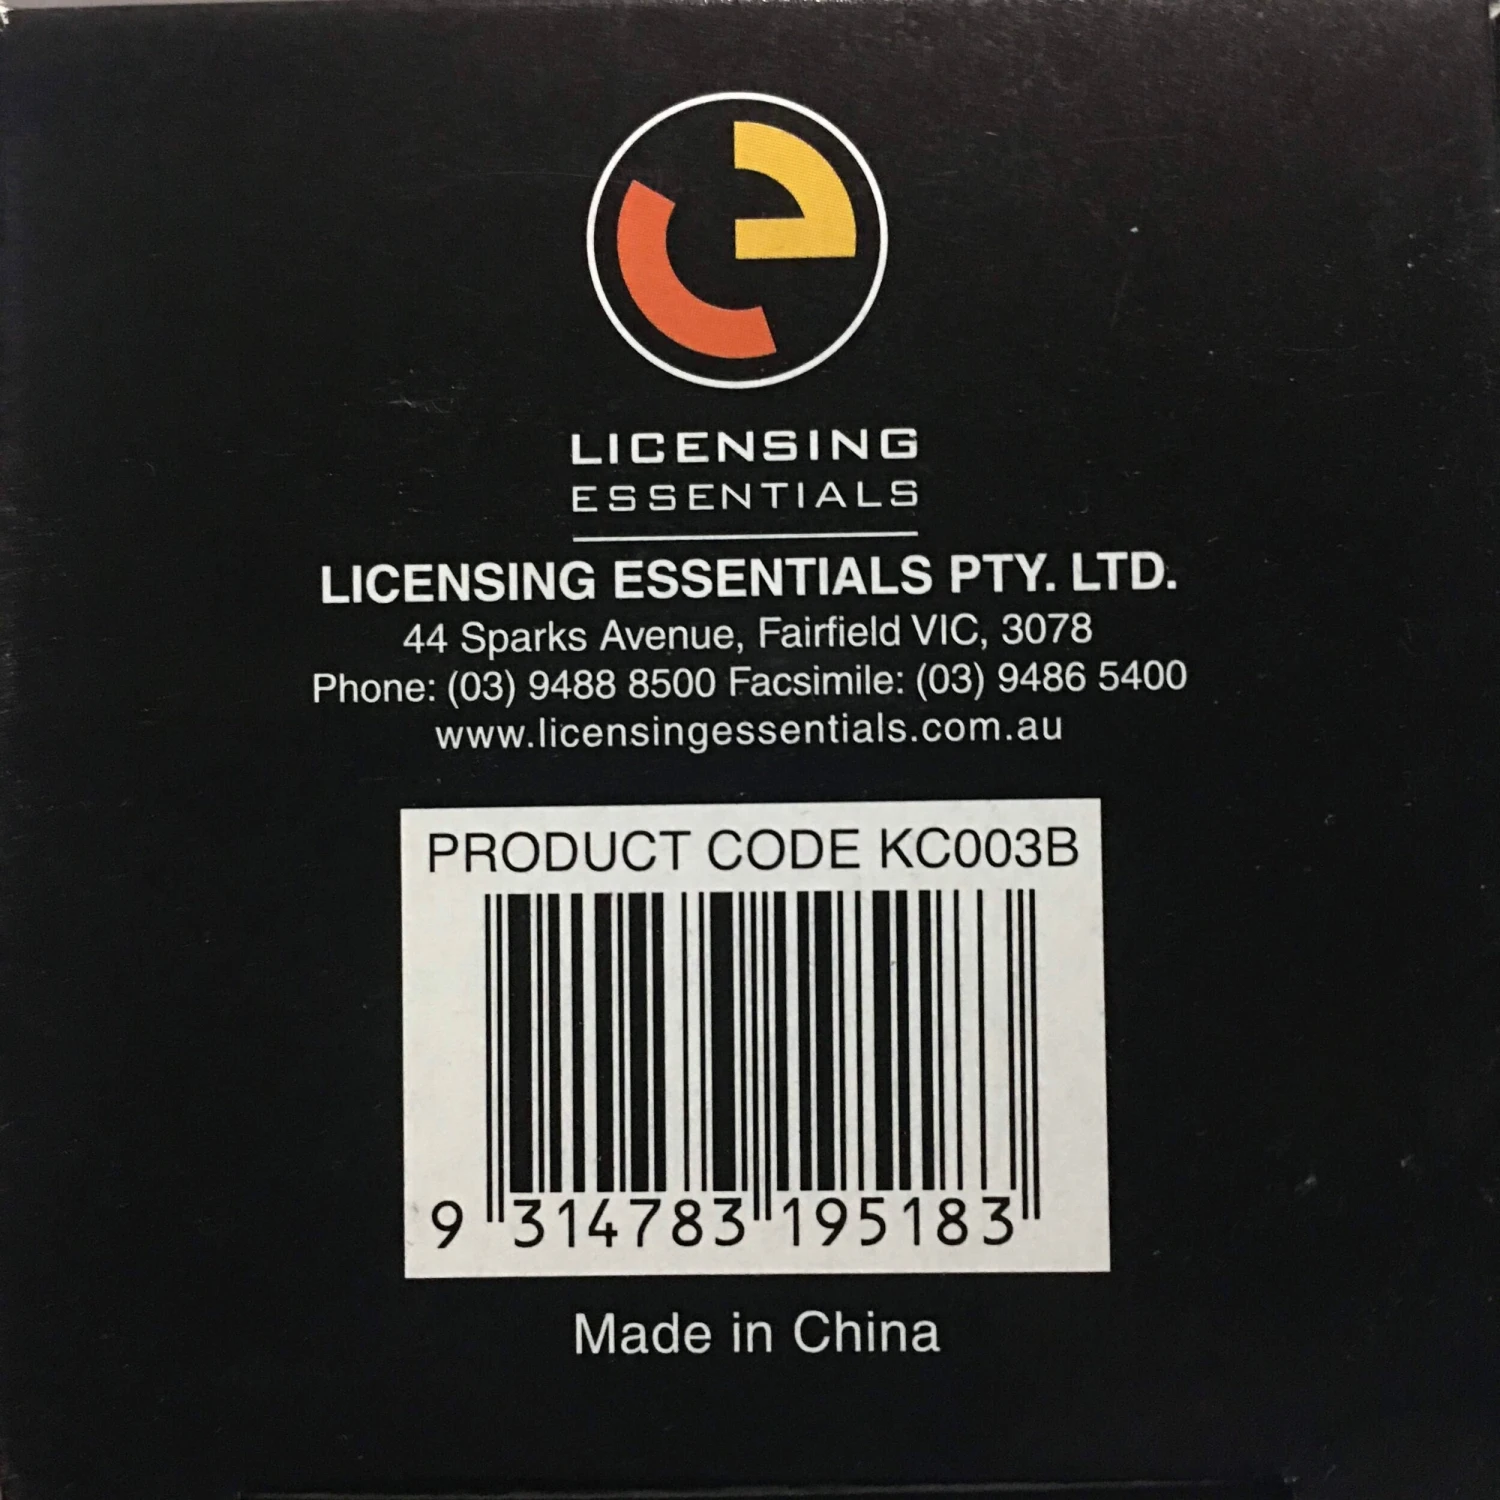 LICENSING
ESSENTIALS
LICENSING ESSENTIALS PTY. LTD.
44 Sparks Avenue, Fairfield VIC, 3078
Phone: (03) 9488 8500 Facsimile: (03) 9486 5400
www.licensingessentials.com.au
PRODUCT CODE KC003B
9 314783 195183
Made in China